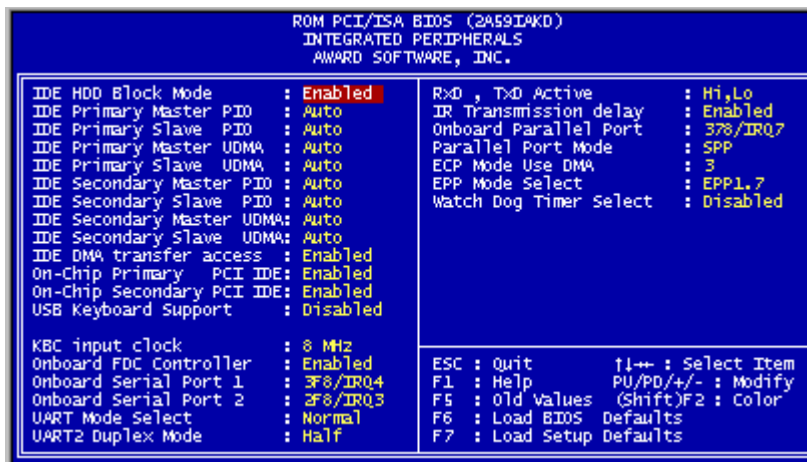 ROM PCI/ISA BIOS (2A59IAKD)
INTEGRATED PERIPHERALS
AWARD SOFTWARE, INC.
IDE HDD Block Mode : Enabled
IDE Primary Master PIO : Auto
IDE Primary Slave PIO : Auto
IDE Primary Master UDMA : Auto
IDE Primary Slave UDMA : Auto
IDE Secondary Master PIO : Auto
IDE Secondary Slave PIO : Auto
IDE Secondary Master UDMA: Auto
IDE Secondary Slave UDMA: Auto
IDE DMA transfer access : Enabled
On-Chip Primary PCI IDE: Enabled
On-Chip Secondary PCI IDE: Enabled
USB Keyboard Support : Disabled
KBC input clock : 8 MHz
Onboard FDC Controller : Enabled
Onboard Serial Port 1 : 3F8/IRQ4
Onboard Serial Port 2 : 2F8/IRQ3
UART Mode Select : Normal
UART2 Duplex Mode : Half
RxD , TxD Active : Hi,Lo
IR Transmission delay : Enabled
Onboard Parallel Port : 378/IRQ7
Parallel Port Mode : SPP
ECP Mode Use DMA : 3
EPP Mode Select : EPP1.7
Watch Dog Timer Select : Disabled
ESC : Quit ↑↓→← : Select Item
F1 : Help PU/PD/+/- : Modify
F5 : Old Values (Shift)F2 : Color
F6 : Load BIOS Defaults
F7 : Load Setup Defaults